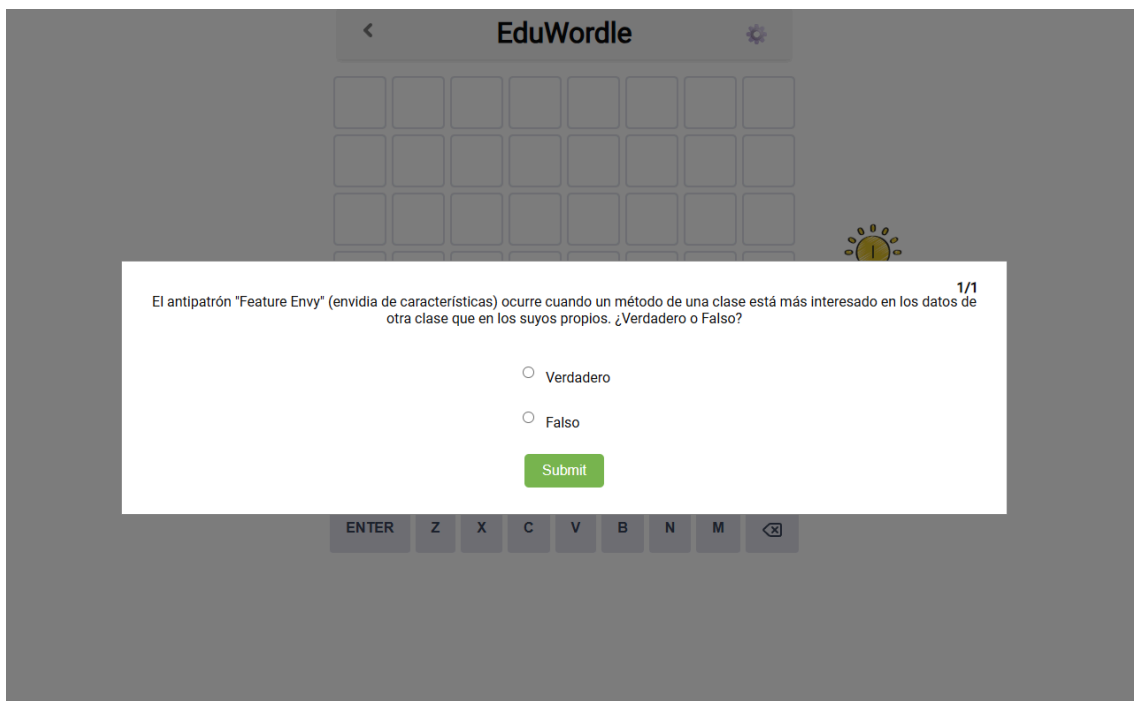 EduWordle
1/1
El antipatrón "Feature Envy" (envidia de características) ocurre cuando un método de una clase está más interesado en los datos de
otra clase que en los suyos propios. ¿Verdadero o Falso?
Verdadero
Falso
Submit
ENTER Z X C V B N M